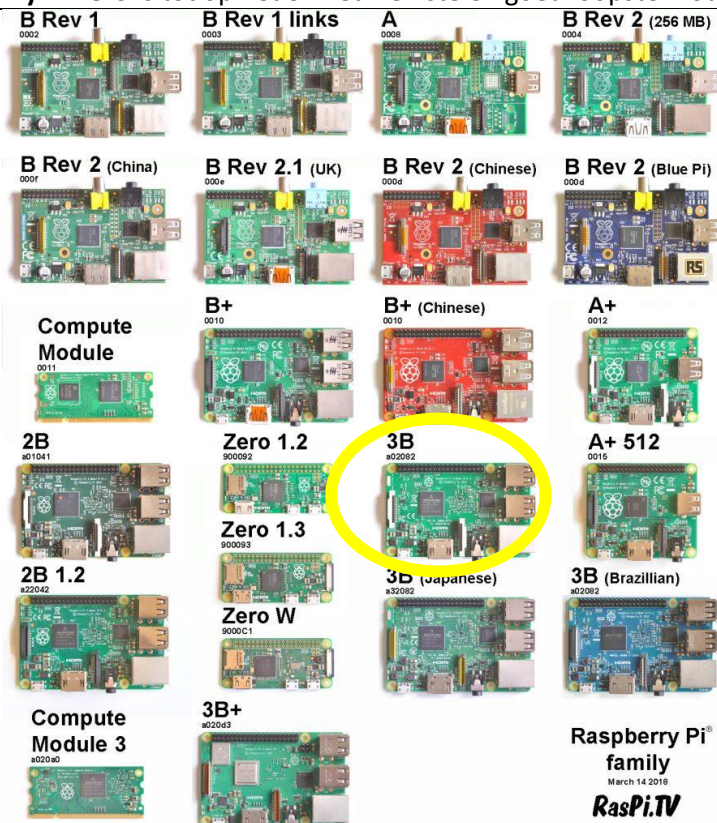 B Rev 1
0002
B Rev 1 links
0003
A
0008
B Rev 2 (256 MB)
0004
B Rev 2 (China)
000f
B Rev 2.1 (UK)
000e
B Rev 2 (Chinese)
000d
B Rev 2 (Blue Pi)
000d
RS
Compute
Module
0011
B+
0010
B+ (Chinese)
0010
A+
0012
2B
a01041
Zero 1.2
900092
3B
a02082
A+ 512
0015
Zero 1.3
900093
2B 1.2
a22042
3B (Japanese)
a32082
3B (Brazillian)
a02082
Zero W
9000C1
Compute
Module 3
a020a0
3B+
a020d3
Raspberry Pi®
family
March 14 2018
RasPi.TV